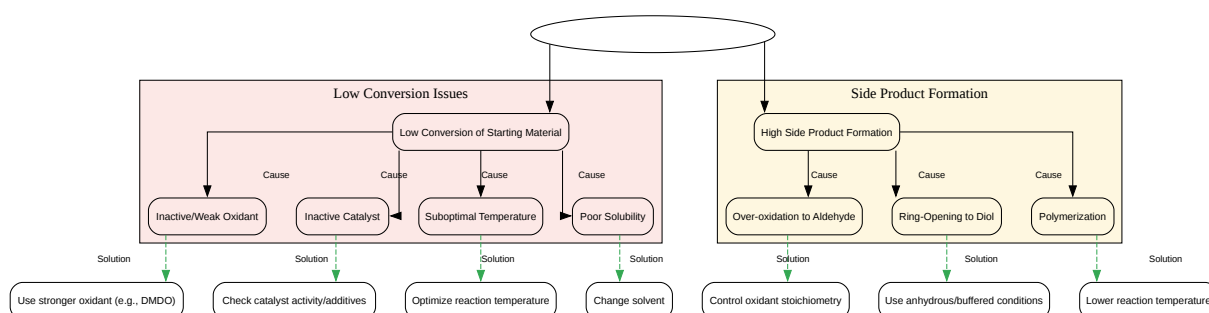 Low Conversion Issues
Side Product Formation
Low Conversion of Starting Material
High Side Product Formation
Cause
Cause
Cause
Cause
Cause
Cause
Cause
Inactive/Weak Oxidant
Inactive Catalyst
Suboptimal Temperature
Poor Solubility
Over-oxidation to Aldehyde
Ring-Opening to Diol
Polymerization
Solution
Solution
Solution
Solution
Solution
Solution
Solution
Use stronger oxidant (e.g., DMDO)
Check catalyst activity/additives
Optimize reaction temperature
Change solvent
Control oxidant stoichiometry
Use anhydrous/buffered conditions
Lower reaction temperature